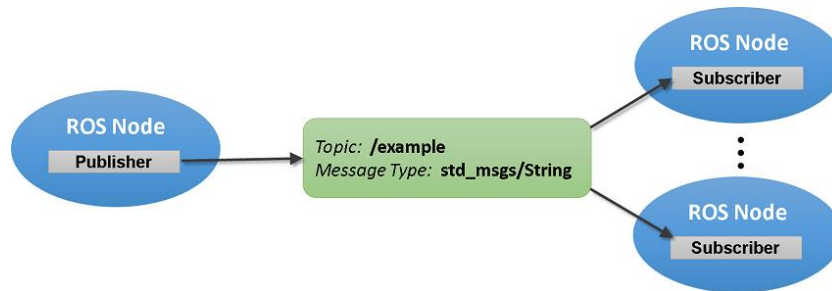 ROS Node
Publisher
Topic: /example
Message Type: std_msgs/String
ROS Node
Subscriber
ROS Node
Subscriber